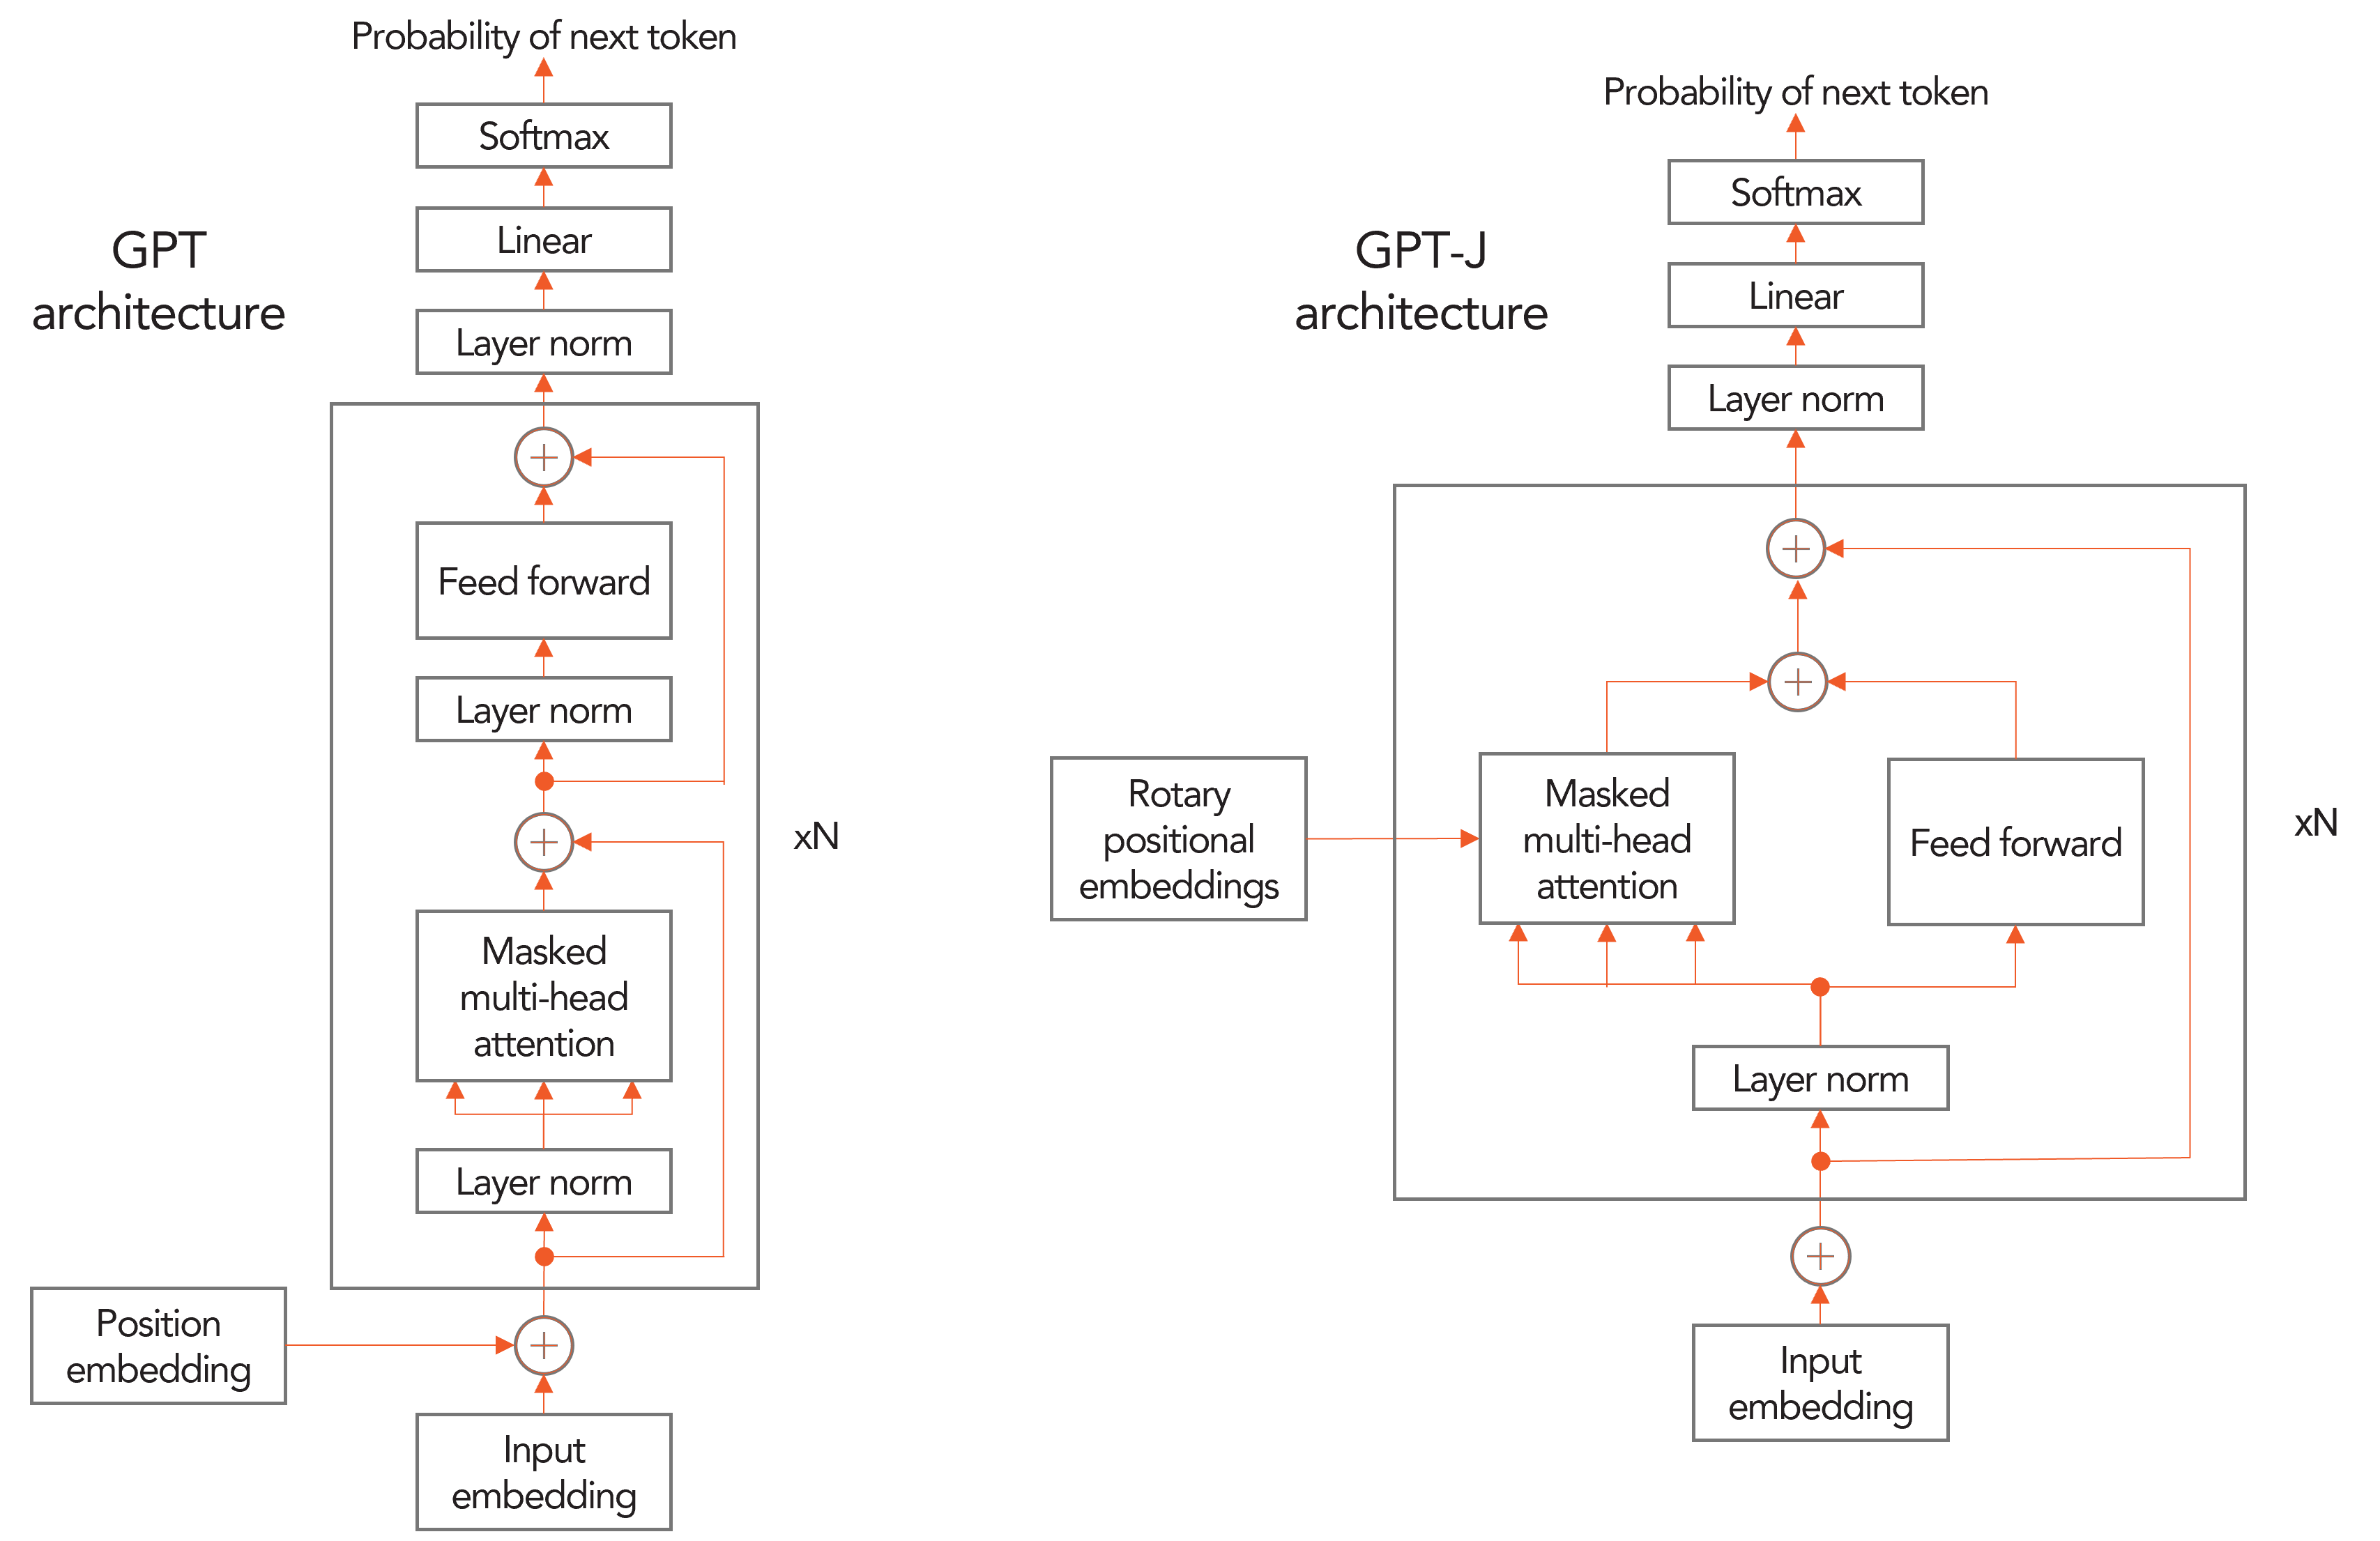 Probability of next token
Softmax
Linear
GPT
architecture
Layer norm
Feed forward
Layer norm
xN
Masked
multi-head
attention
Layer norm
Position
embedding
Input
embedding
Probability of next token
Softmax
GPT-J
architecture
Linear
Layer norm
Rotary
positional
embeddings
Masked
multi-head
attention
Feed forward
xN
Layer norm
Input
embedding